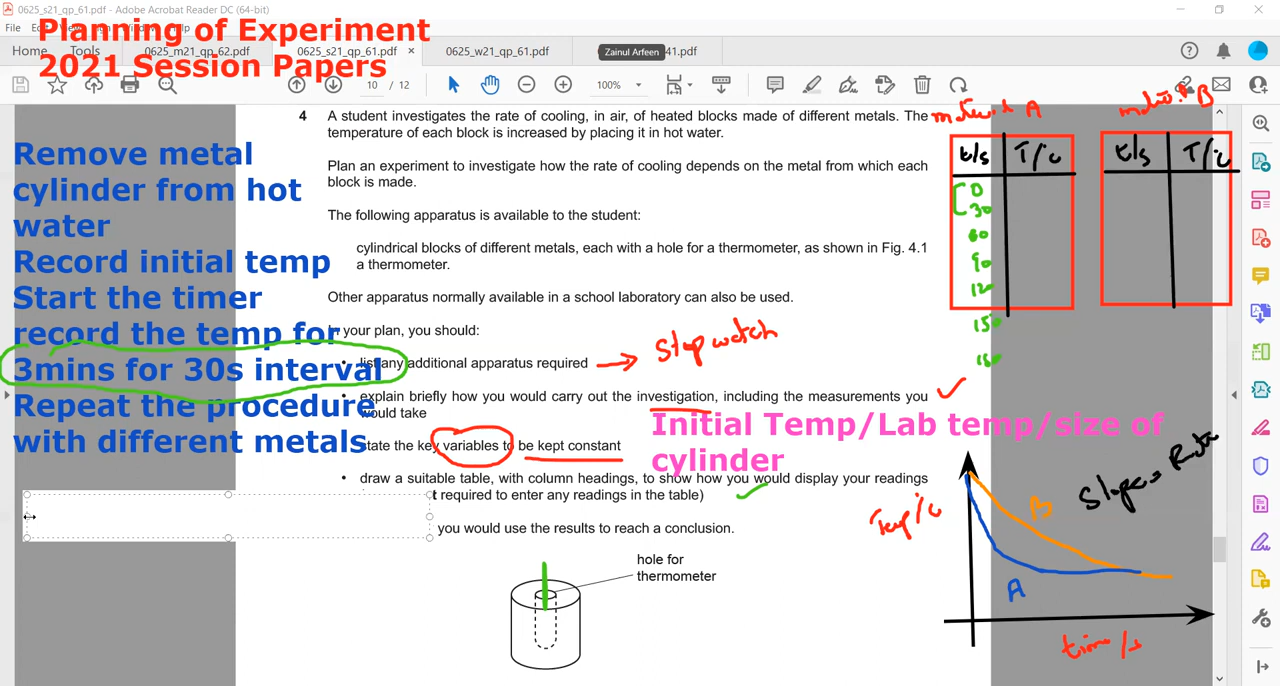 0625_s21_qp_61.pdf - Adobe Acrobat Reader DC (64-bit)
Planning of Experiment
2021 Session Papers
Home Tools 0625_m21_qp_62.pdf 0625_s21_qp_61.pdf × 0625_w21_qp_61.pdf Zainul Arfeen 41.pdf
10 / 12 100%
4 A student investigates the rate of cooling, in air, of heated blocks made of different metals. The
temperature of each block is increased by placing it in hot water.
Plan an experiment to investigate how the rate of cooling depends on the metal from which each
block is made.
The following apparatus is available to the student:
cylindrical blocks of different metals, each with a hole for a thermometer, as shown in Fig. 4.1
a thermometer.
Other apparatus normally available in a school laboratory can also be used.
In your plan, you should:
• list any additional apparatus required
• explain briefly how you would carry out the investigation, including the measurements you
would take
• state the key variables to be kept constant
• draw a suitable table, with column headings, to show how you would display your readings
t required to enter any readings in the table)
you would use the results to reach a conclusion.
hole for
thermometer
Remove metal
cylinder from hot
water
Record initial temp
Start the timer
record the temp for
3mins for 30s interval
Repeat the procedure
with different metals
Stop watch
Initial Temp/Lab temp/size of
cylinder
A
t/s T/°c
0
30
60
90
120
150
B
t/s T/°c
Slope = Rate
Temp/°c
B
A
time/s